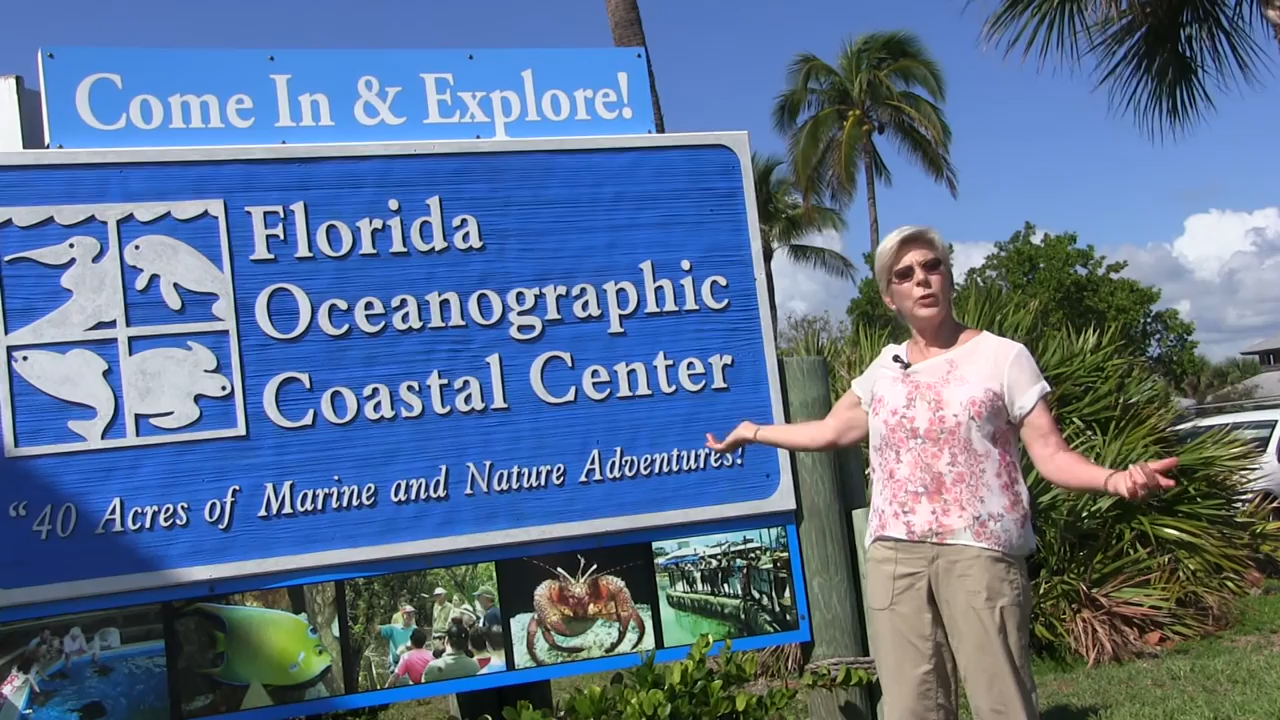 Come In & Explore!
Florida
Oceanographic
Coastal Center
"40 Acres of Marine and Nature Adventures!